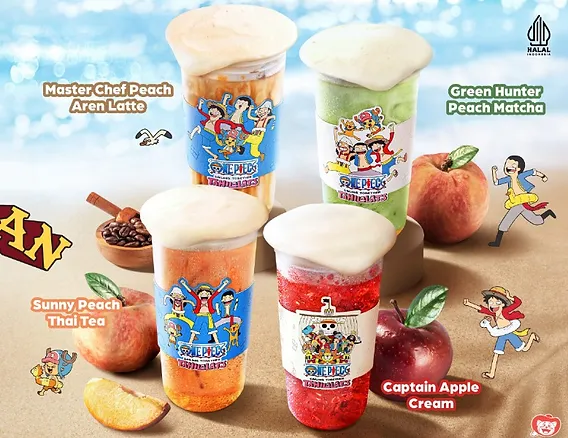 HALAL
INDONESIA
Master Chef Peach
Aren Latte
Green Hunter
Peach Matcha
ONE PIECE
ONE PIECE
AN
Sunny Peach
Thai Tea
ONE PIECE
ONE PIECE
Captain Apple
Cream